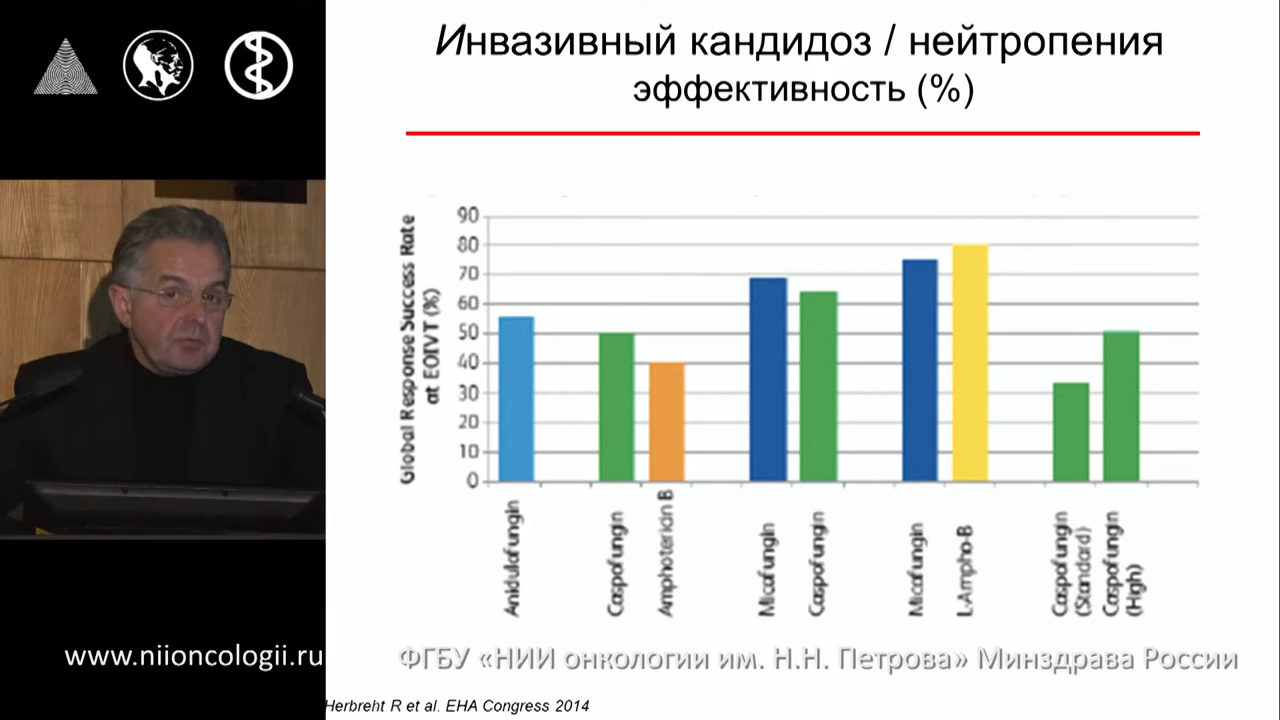 Инвазивный кандидоз / нейтропения
эффективность (%)
Global Response Success Rate
at EOIVT (%)
90
80
70
60
50
40
30
20
10
0
Anidulofungin
Caspofungin
Amphotericin B
Micafungin
Caspofungin
Micafungin
L-Ampho-B
Caspofungin
(Standard)
Caspofungin
(High)
www.niioncologii.ru
ФГБУ «НИИ онкологии им. Н.Н. Петрова» Минздрава России
Herbreht R et al. EHA Congress 2014